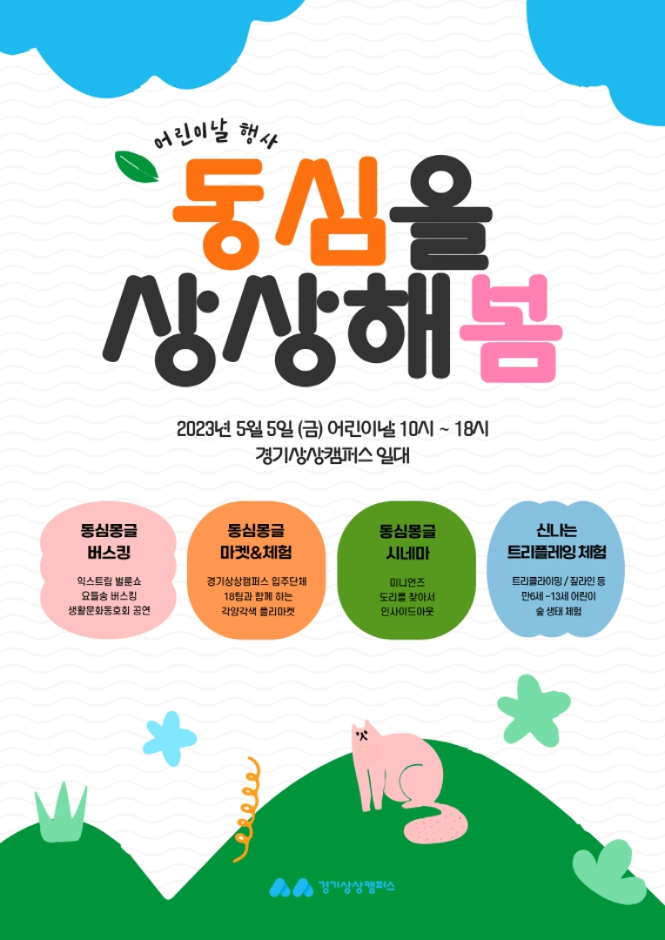 어린이날 행사
동심을
상상해봄
2023년 5월 5일 (금) 어린이날 10시 ~ 18시
경기상상캠퍼스 일대
동심몽글
버스킹
익스트림 벌룬쇼
요들송 버스킹
생활문화동호회 공연
동심몽글
마켓&체험
경기상상캠퍼스 입주단체
18팀과 함께 하는
각양각색 플리마켓
동심몽글
시네마
미니언즈
도리를 찾아서
인사이드아웃
신나는
트리플레잉 체험
트리클라이밍 / 짚라인 등
만6세 ~13세 어린이
숲 생태 체험
경기상상캠퍼스